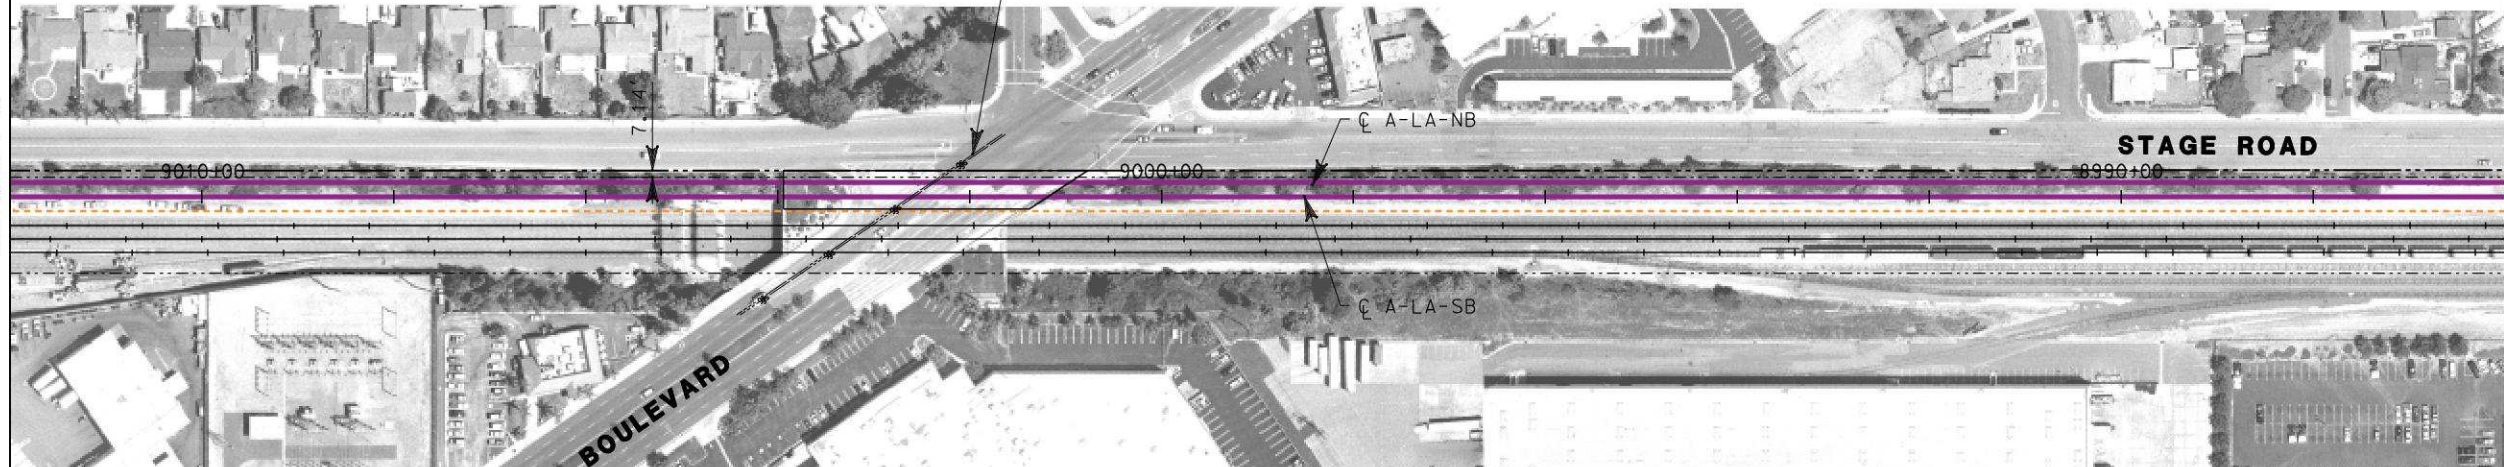 7.14'
℄ A-LA-NB
STAGE ROAD
9010+00
9000+00
8990+00
℄ A-LA-SB
BOULEVARD